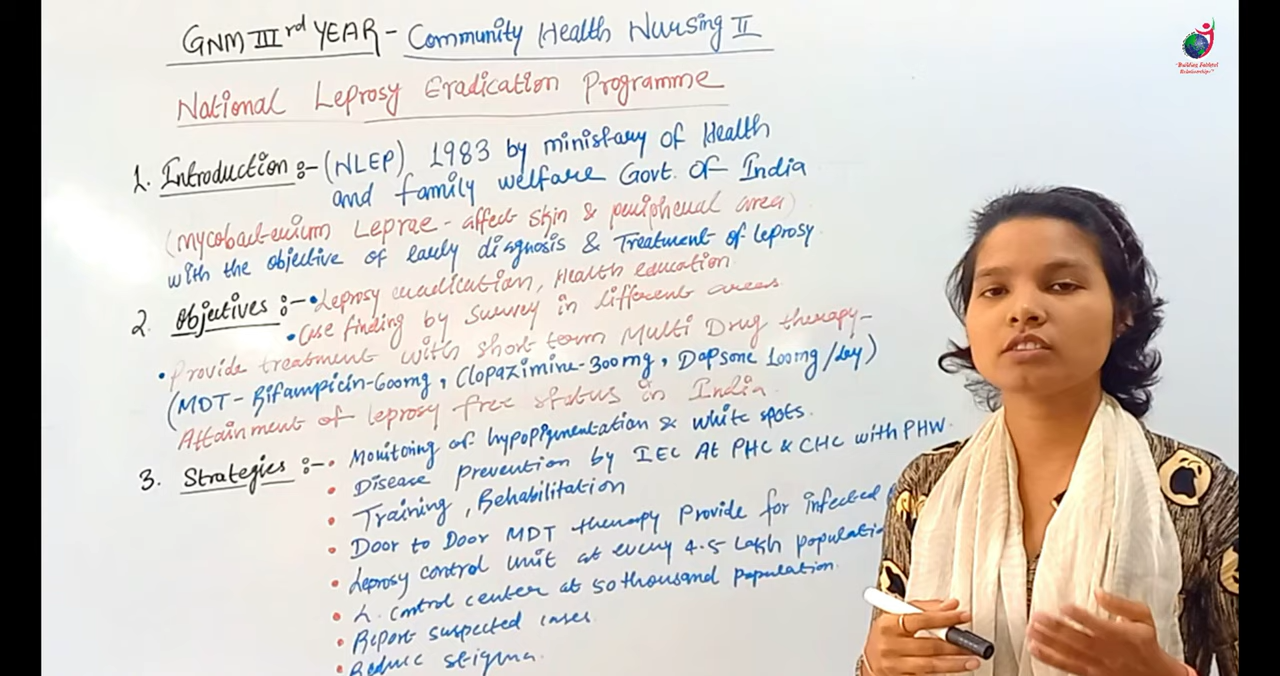 GNM III rd YEAR - Community Health Nursing II
National Leprosy Eradication Programme
1. Introduction :- (NLEP) 1983 by ministary of Health
and family welfare Govt. of India
(Mycobacterium Leprae - affect skin & peripheral area)
with the objective of early diagnosis & Treatment of leprosy
2. Objectives :- • Leprosy eradication, Health education
• Case finding by survey in different areas
• Provide treatment with short term Multi Drug therapy-
(MDT - Rifampicin-600mg, Clopazimine-300mg, Dapsone 100mg/day)
Attainment of leprosy free status in India
3. Strategies :- • Monitoring of hypopigmentation & white spots.
• Disease prevention by IEC At PHC & CHC with PHW.
• Training, Rehabilitation
• Door to Door MDT therapy Provide for infected
• Leprosy control unit at every 4.5 Lakh populatio
• L. control center at 50 thousand population.
• Report suspected cases
• Reduce stigma.
"Building Faithful
Relationships"